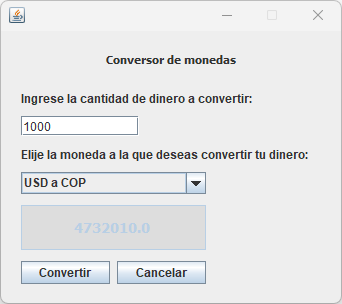 Conversor de monedas
Ingrese la cantidad de dinero a convertir:
1000
Elije la moneda a la que deseas convertir tu dinero:
USD a COP
4732010.0
Convertir Cancelar